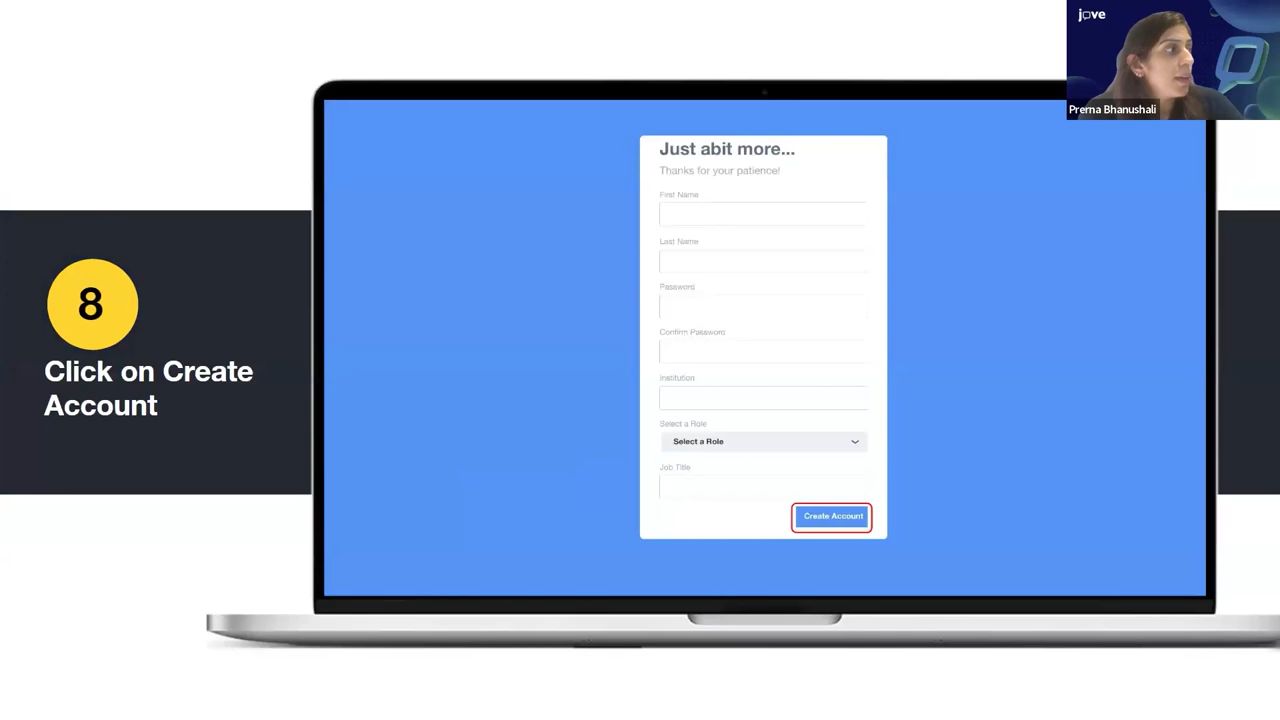 jove
Prerna Bhanushali
8
Click on Create
Account
Just abit more...
Thanks for your patience!
First Name
Last Name
Password
Confirm Password
Institution
Select a Role
Select a Role
Job Title
Create Account